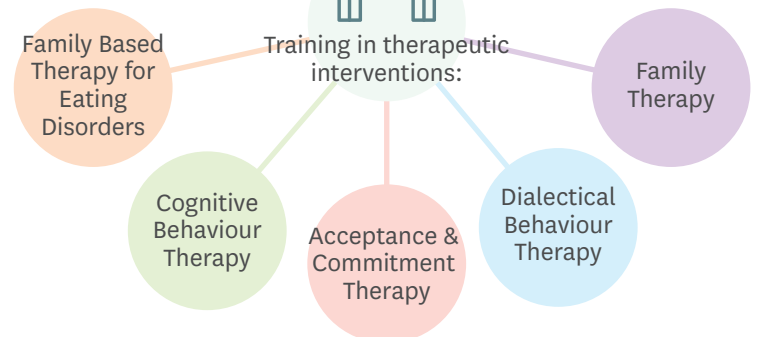 Training in therapeutic
interventions:
Family Based
Therapy for
Eating
Disorders
Cognitive
Behaviour
Therapy
Acceptance &
Commitment
Therapy
Dialectical
Behaviour
Therapy
Family
Therapy